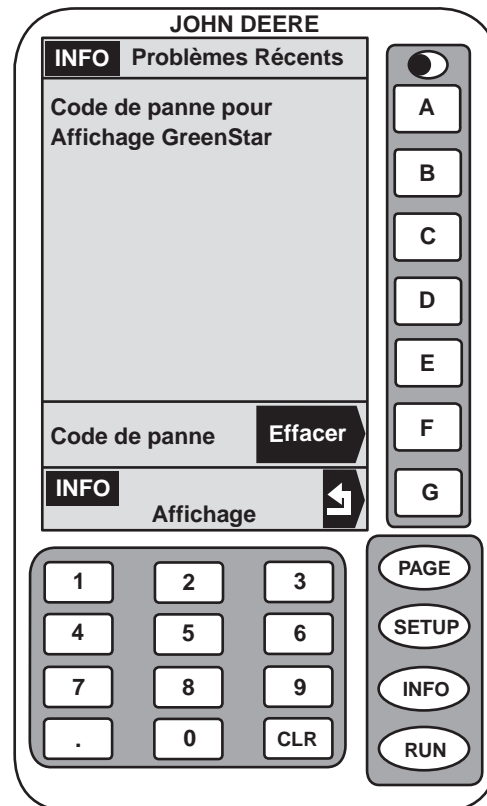 JOHN DEERE
INFO Problèmes Récents
Code de panne pour
Affichage GreenStar
Code de panne Effacer
INFO
Affichage
A
B
C
D
E
F
G
1 2 3
4 5 6
7 8 9
. 0 CLR
PAGE
SETUP
INFO
RUN